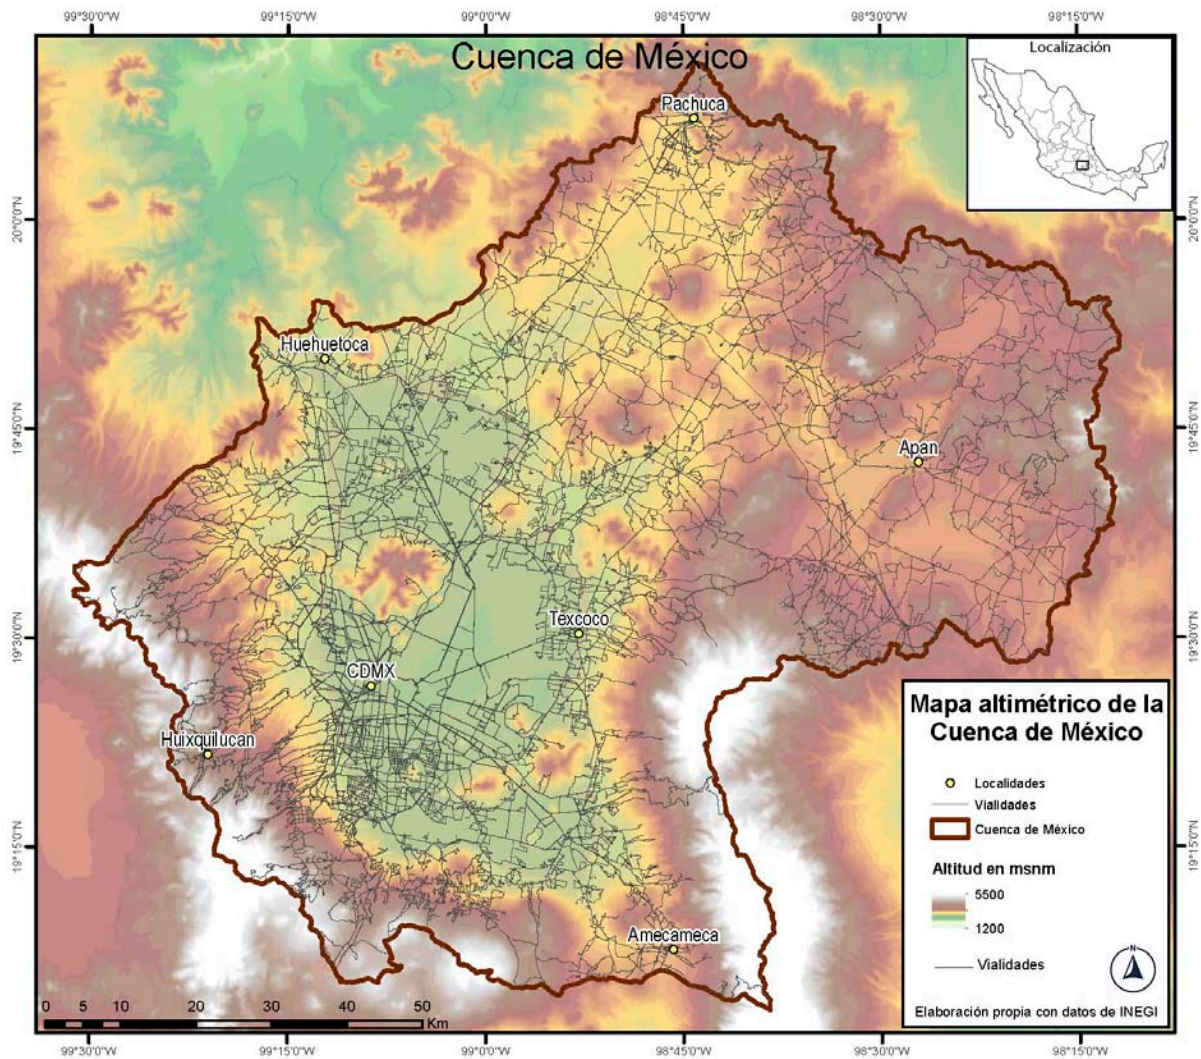 99°30'0"W 99°15'0"W 99°0'0"W 98°45'0"W 98°30'0"W 98°15'0"W
Cuenca de México
Localización
Pachuca
20°0'0"N
20°0'0"N
Huehuetoca
19°45'0"N
19°45'0"N
Apan
Texcoco
19°30'0"N
19°30'0"N
CDMX
Huixquilucan
Mapa altimétrico de la
Cuenca de México
Localidades
Vialidades
Cuenca de México
Altitud en msnm
5500
1200
Vialidades
N
Elaboración propia con datos de INEGI
19°15'0"N
19°15'0"N
Amecameca
0 5 10 20 30 40 50
Km
99°30'0"W 99°15'0"W 99°0'0"W 98°45'0"W 98°30'0"W 98°15'0"W